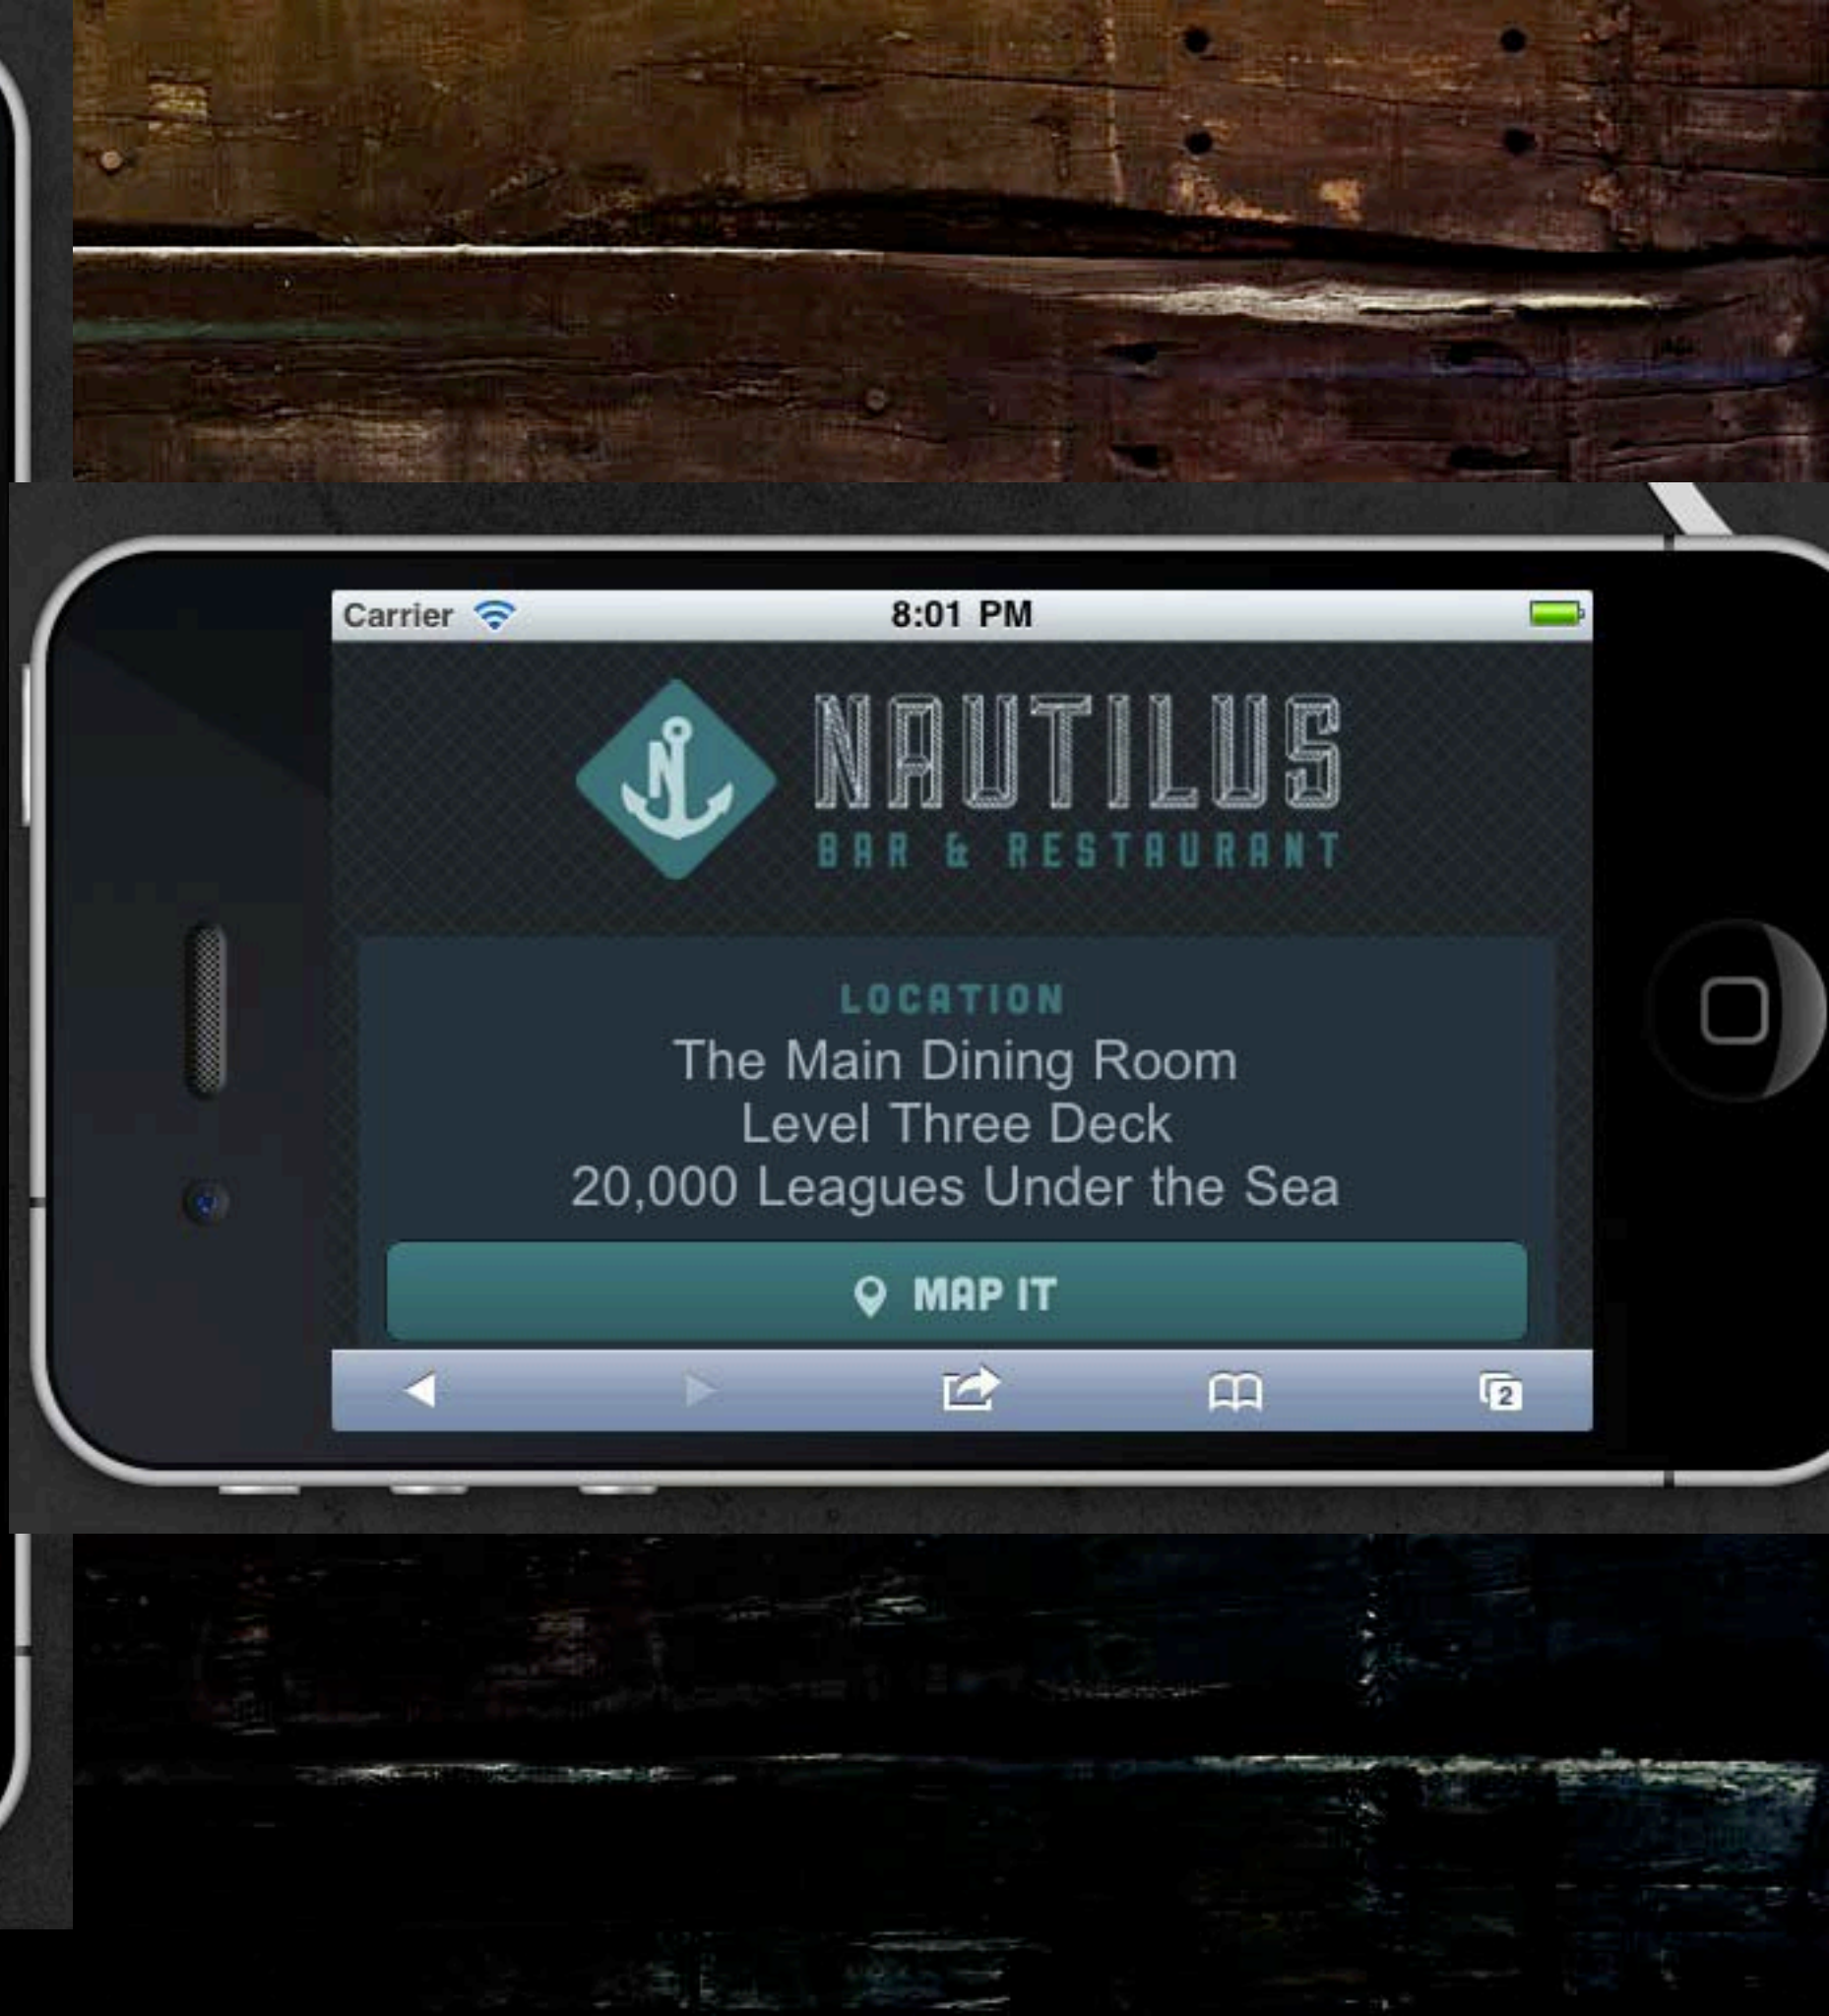 Carrier 8:01 PM
N
NAUTILUS
BAR & RESTAURANT
LOCATION
The Main Dining Room
Level Three Deck
20,000 Leagues Under the Sea
MAP IT
2